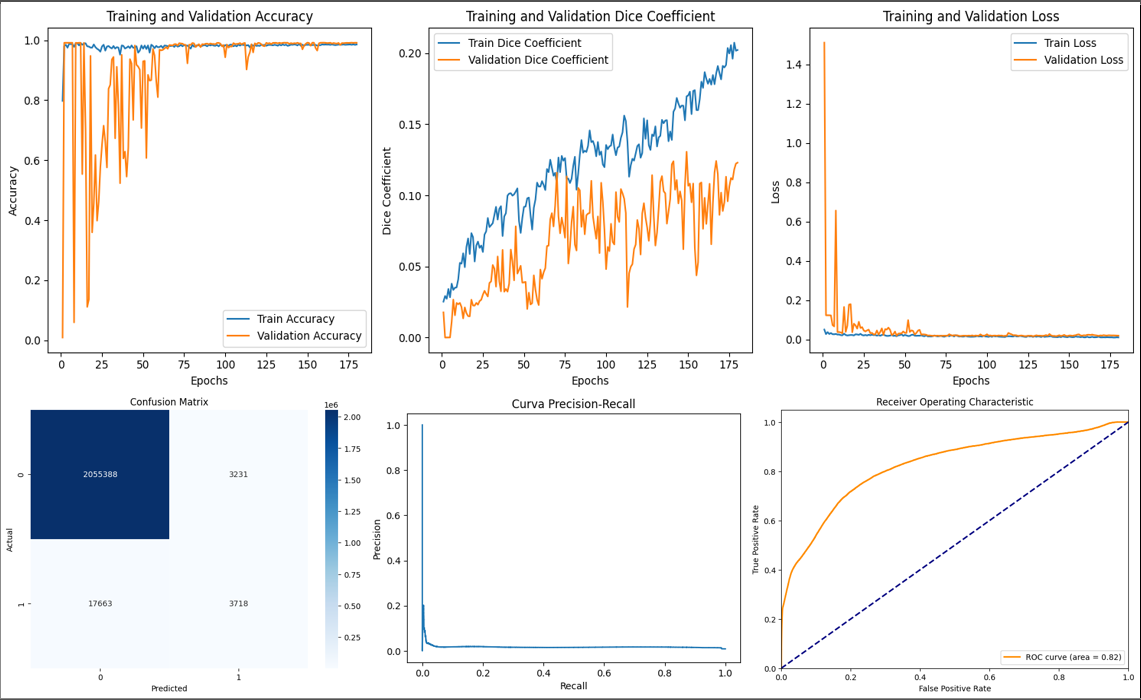 Training and Validation Accuracy
1.0
0.8
0.6
0.4
0.2
0.0
Accuracy
Train Accuracy
Validation Accuracy
0 25 50 75 100 125 150 175
Epochs
Training and Validation Dice Coefficient
Train Dice Coefficient
Validation Dice Coefficient
0.20
0.15
0.10
0.05
0.00
Dice Coefficient
0 25 50 75 100 125 150 175
Epochs
Training and Validation Loss
Train Loss
Validation Loss
1.4
1.2
1.0
0.8
0.6
0.4
0.2
0.0
Loss
0 25 50 75 100 125 150 175
Epochs
Confusion Matrix
1e6
2055388 3231
17663 3718
0
1
Actual
0 1
Predicted
2.00
1.75
1.50
1.25
1.00
0.75
0.50
0.25
Curva Precision-Recall
1.0
0.8
0.6
0.4
0.2
0.0
Precision
0.0 0.2 0.4 0.6 0.8 1.0
Recall
Receiver Operating Characteristic
1.0
0.8
0.6
0.4
0.2
0.0
True Positive Rate
ROC curve (area = 0.82)
0.0 0.2 0.4 0.6 0.8 1.0
False Positive Rate